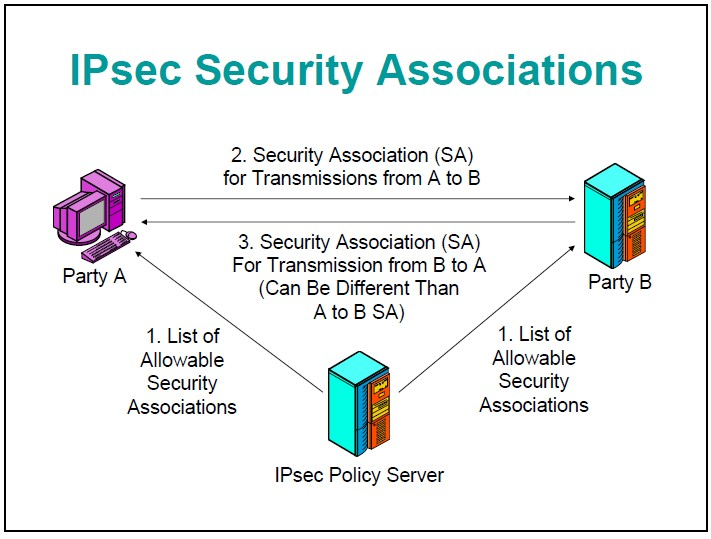 IPsec Security Associations
2. Security Association (SA)
for Transmissions from A to B
3. Security Association (SA)
For Transmission from B to A
(Can Be Different Than
A to B SA)
Party A
Party B
1. List of
Allowable
Security
Associations
1. List of
Allowable
Security
Associations
IPsec Policy Server